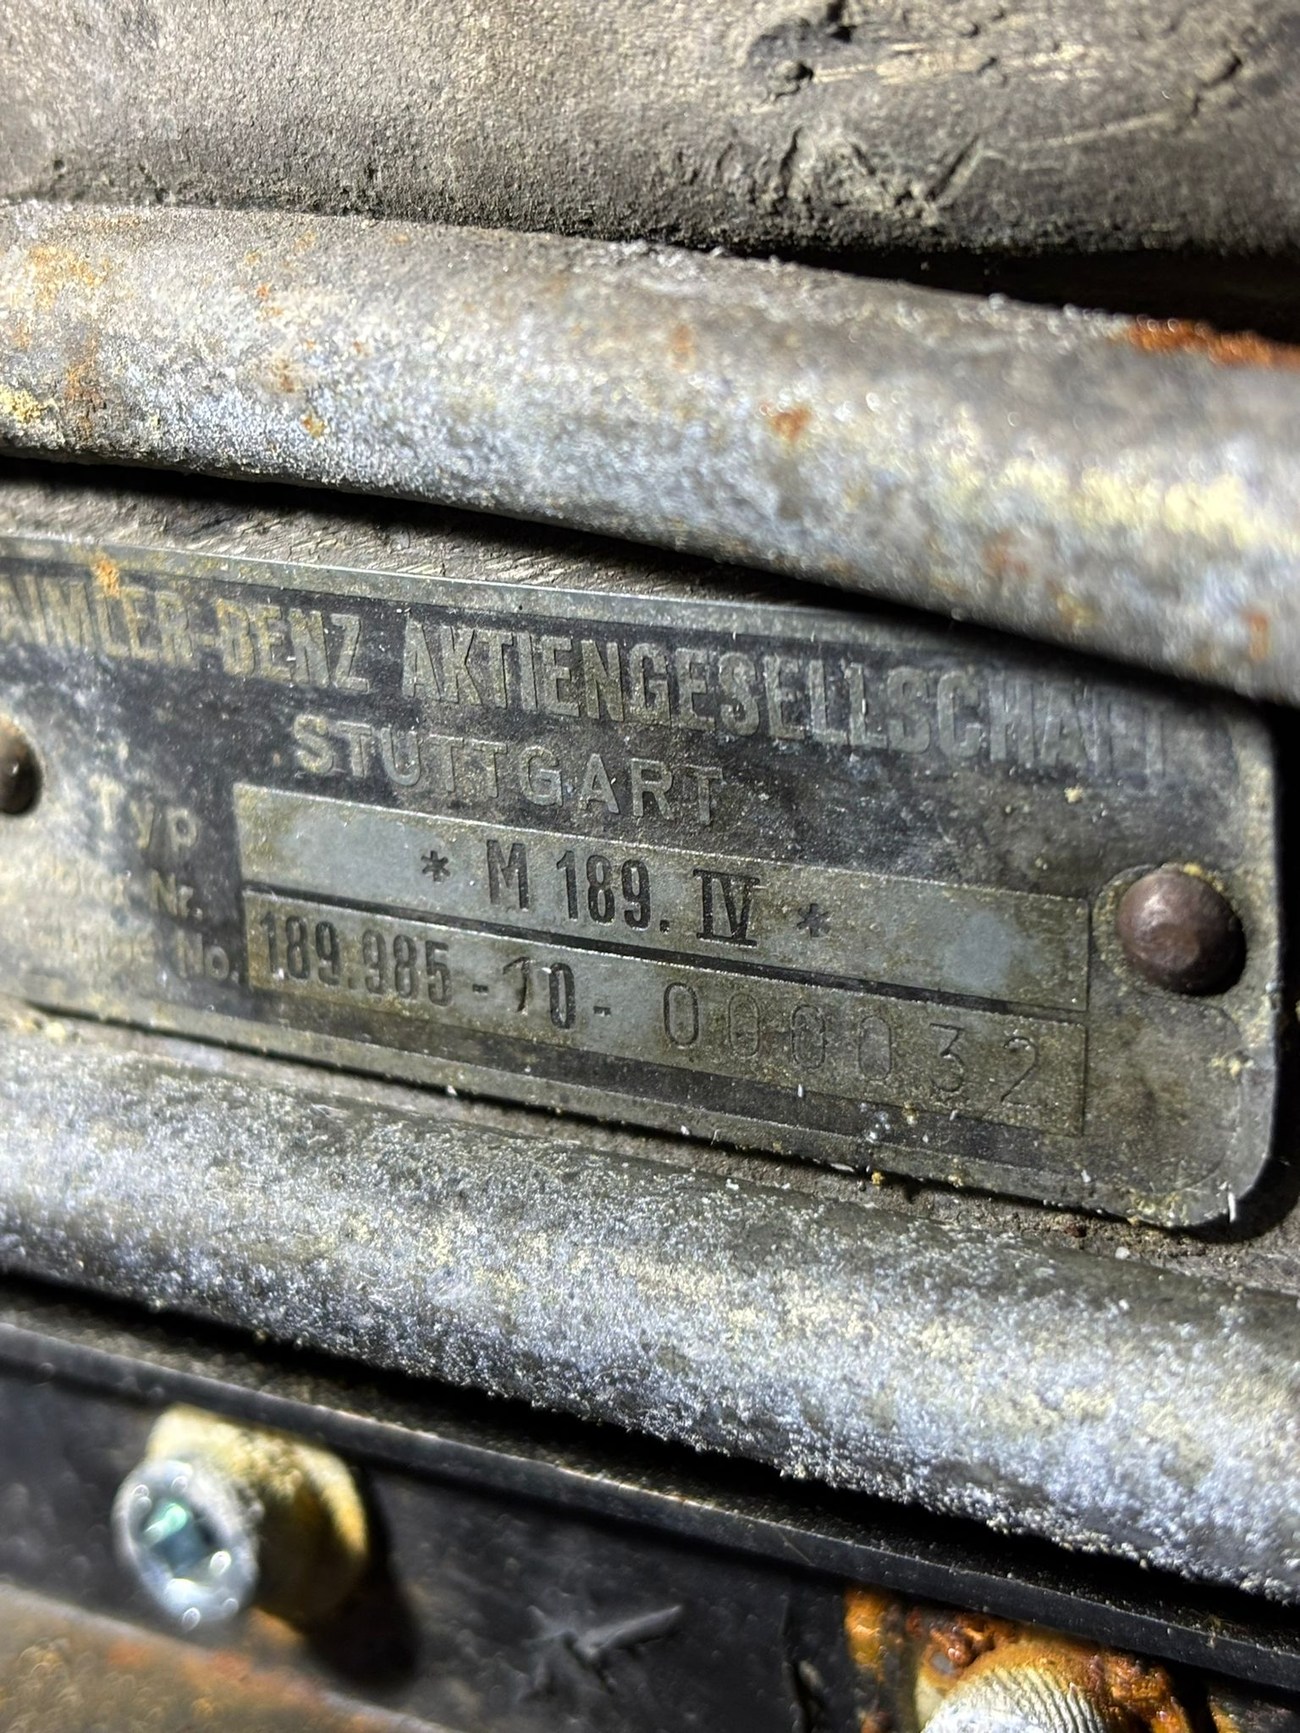 AIMLER-BENZ AKTIENGESELLSCHAFT
STUTTGART
Typ * M 189. IV *
Nr. 189.985-10-000032
No.